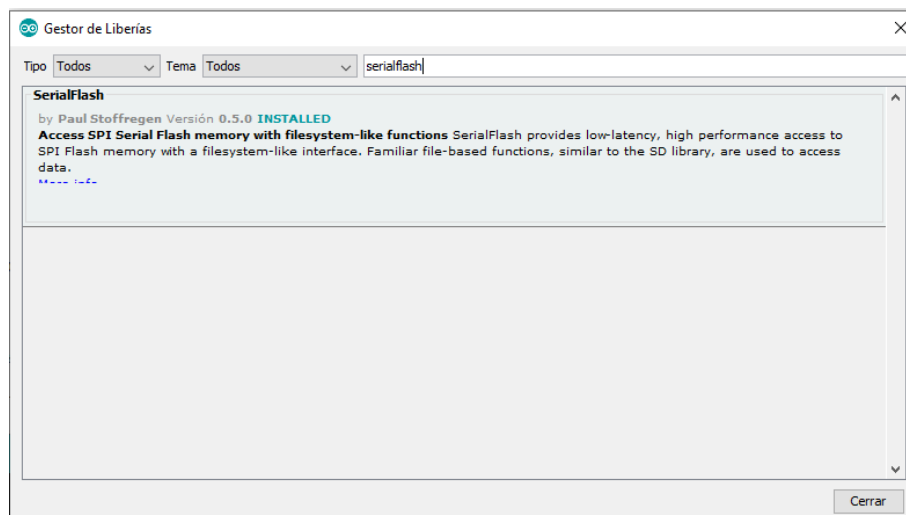 Gestor de Liberías
Tipo Todos Tema Todos serialflash
SerialFlash
by Paul Stoffregen Versión 0.5.0 INSTALLED
Access SPI Serial Flash memory with filesystem-like functions SerialFlash provides low-latency, high performance access to
SPI Flash memory with a filesystem-like interface. Familiar file-based functions, similar to the SD library, are used to access
data.
More info
Cerrar